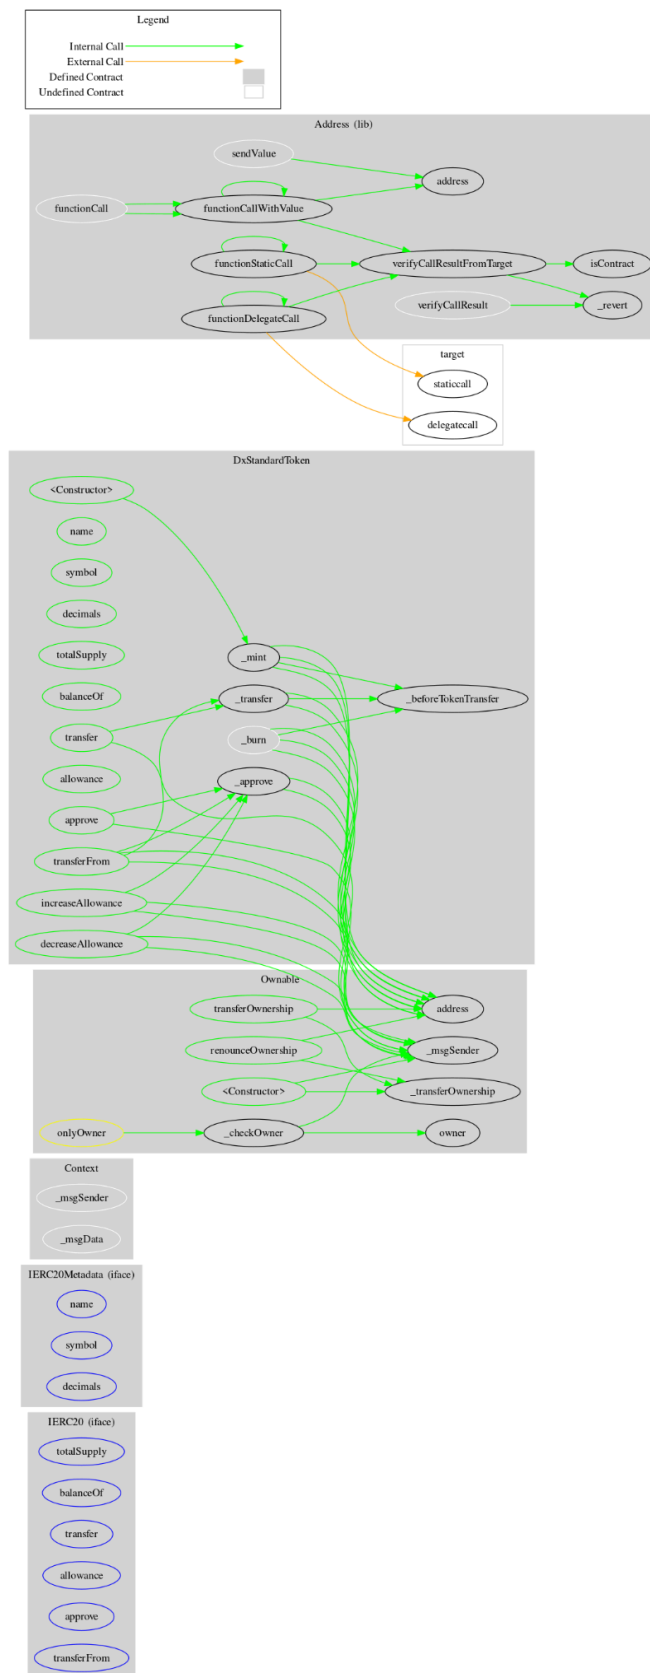 Legend
Internal Call
External Call
Defined Contract
Undefined Contract
Address (lib)
sendValue
address
functionCall
functionCallWithValue
functionStaticCall
verifyCallResultFromTarget
isContract
verifyCallResult
_revert
functionDelegateCall
target
staticcall
delegatecall
DxStandardToken
<Constructor>
name
symbol
decimals
totalSupply
_mint
balanceOf
_transfer
_beforeTokenTransfer
transfer
_burn
allowance
_approve
approve
transferFrom
increaseAllowance
decreaseAllowance
Ownable
transferOwnership
address
renounceOwnership
_msgSender
<Constructor>
_transferOwnership
onlyOwner
_checkOwner
owner
Context
_msgSender
_msgData
IERC20Metadata (iface)
name
symbol
decimals
IERC20 (iface)
totalSupply
balanceOf
transfer
allowance
approve
transferFrom